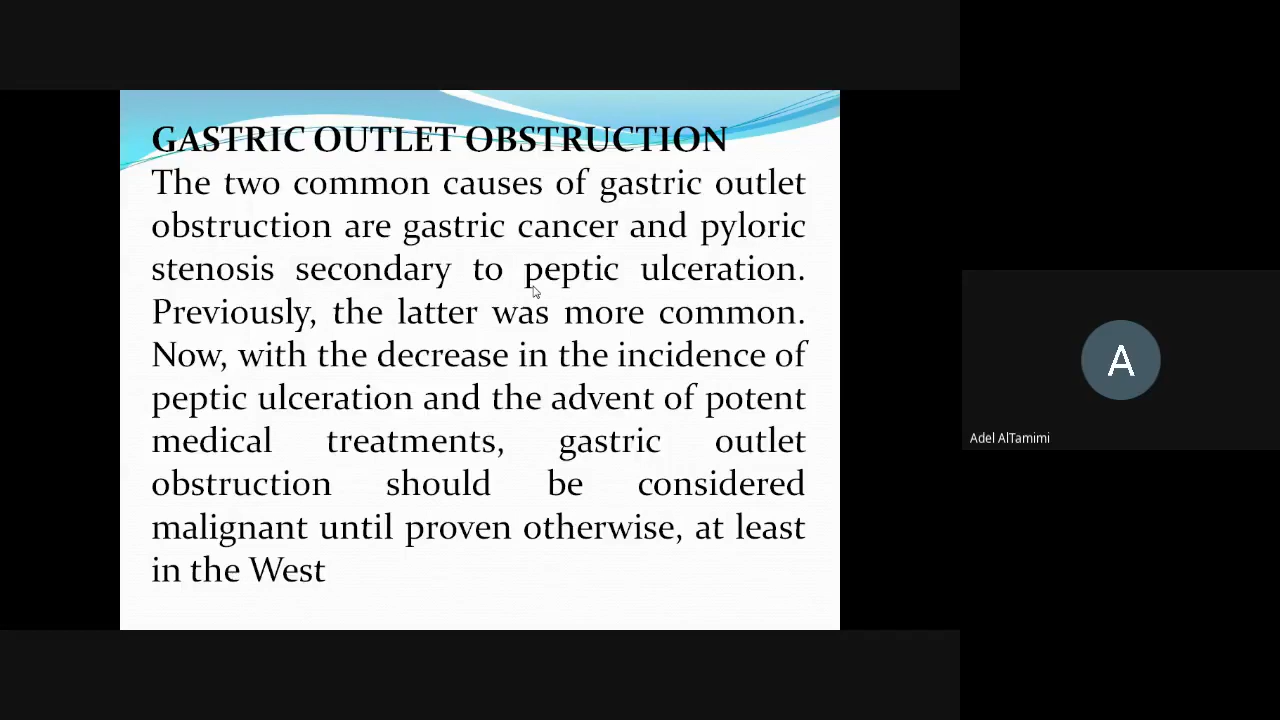 GASTRIC OUTLET OBSTRUCTION
The two common causes of gastric outlet
obstruction are gastric cancer and pyloric
stenosis secondary to peptic ulceration.
Previously, the latter was more common.
Now, with the decrease in the incidence of
peptic ulceration and the advent of potent
medical treatments, gastric outlet
obstruction should be considered
malignant until proven otherwise, at least
in the West
A
Adel AlTamimi